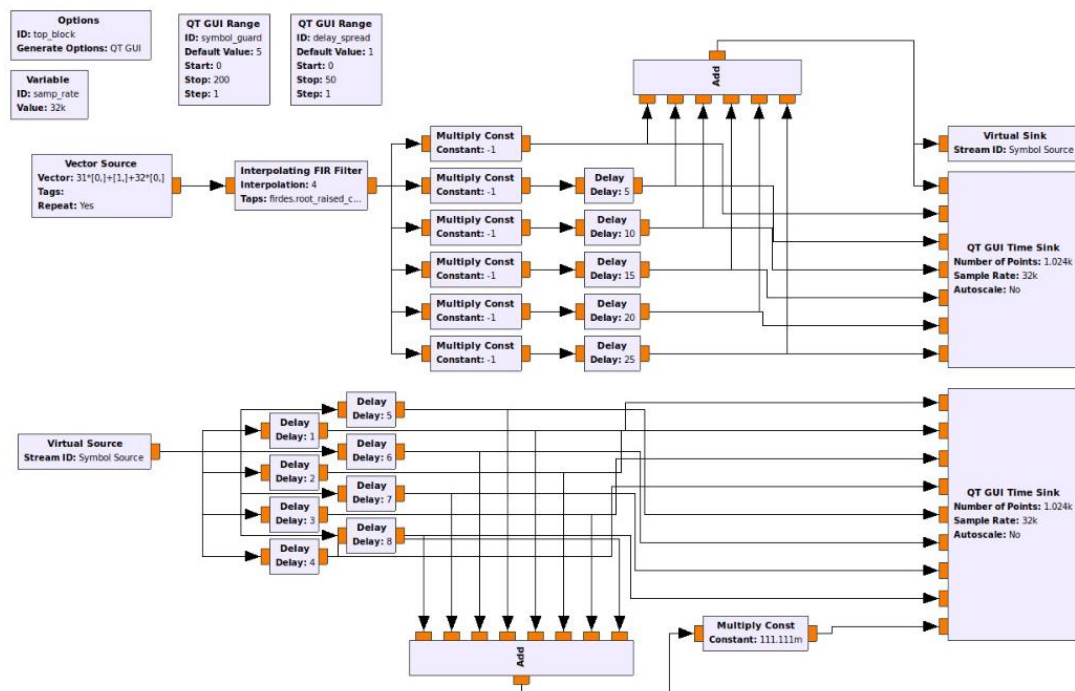 Options
ID: top_block
Generate Options: QT GUI
QT GUI Range
ID: symbol_guard
Default Value: 5
Start: 0
Stop: 200
Step: 1
QT GUI Range
ID: delay_spread
Default Value: 1
Start: 0
Stop: 50
Step: 1
Variable
ID: samp_rate
Value: 32k
Add
Vector Source
Vector: 31*[0,]+[1,]+32*[0,]
Tags:
Repeat: Yes
Interpolating FIR Filter
Interpolation: 4
Taps: firdes.root_raised_c...
Multiply Const
Constant: -1
Multiply Const
Constant: -1
Delay
Delay: 5
Multiply Const
Constant: -1
Delay
Delay: 10
Multiply Const
Constant: -1
Delay
Delay: 15
Multiply Const
Constant: -1
Delay
Delay: 20
Multiply Const
Constant: -1
Delay
Delay: 25
Virtual Sink
Stream ID: Symbol Source
QT GUI Time Sink
Number of Points: 1.024k
Sample Rate: 32k
Autoscale: No
Virtual Source
Stream ID: Symbol Source
Delay
Delay: 5
Delay
Delay: 1
Delay
Delay: 6
Delay
Delay: 2
Delay
Delay: 7
Delay
Delay: 3
Delay
Delay: 8
Delay
Delay: 4
QT GUI Time Sink
Number of Points: 1.024k
Sample Rate: 32k
Autoscale: No
Multiply Const
Constant: 111.111m
Add